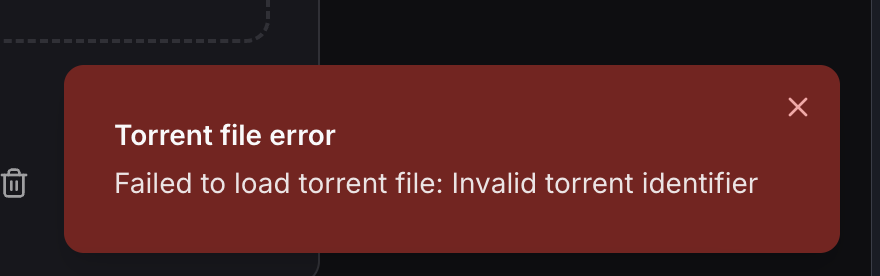 Torrent file error
Failed to load torrent file: Invalid torrent identifier